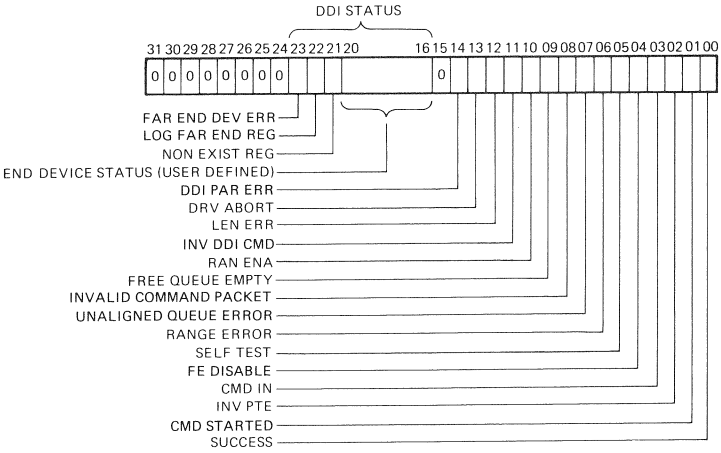 DDI STATUS
31 30 29 28 27 26 25 24 23 22 21 20 16 15 14 13 12 11 10 09 08 07 06 05 04 03 02 01 00
0 0 0 0 0 0 0 0 0
FAR END DEV ERR
LOG FAR END REG
NON EXIST REG
END DEVICE STATUS (USER DEFINED)
DDI PAR ERR
DRV ABORT
LEN ERR
INV DDI CMD
RAN ENA
FREE QUEUE EMPTY
INVALID COMMAND PACKET
UNALIGNED QUEUE ERROR
RANGE ERROR
SELF TEST
FE DISABLE
CMD IN
INV PTE
CMD STARTED
SUCCESS